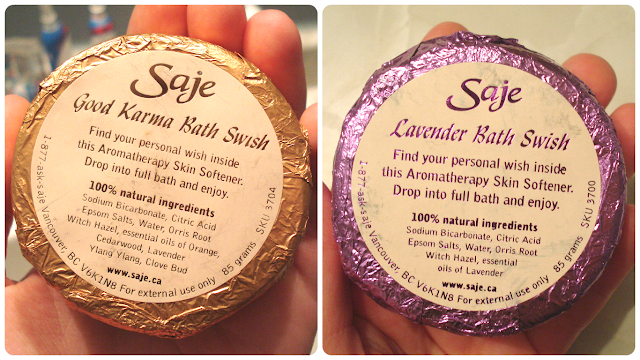 Saje
Good Karma Bath Swish
Find your personal wish inside
this Aromatherapy Skin Softener.
Drop into full bath and enjoy.
100% natural ingredients
Sodium Bicarbonate, Citric Acid
Epsom Salts, Water, Orris Root
Witch Hazel, essential oils of Orange,
Cedarwood, Lavender
Ylang Ylang, Clove Bud
www.saje.ca
1-877-ask-saje Vancouver, BC V6K1N8 For external use only 85 grams SKU 3704
Saje
Lavender Bath Swish
Find your personal wish inside
this Aromatherapy Skin Softener.
Drop into full bath and enjoy.
100% natural ingredients
Sodium Bicarbonate, Citric Acid
Epsom Salts, Water, Orris Root
Witch Hazel, essential
oils of Lavender
www.saje.ca
1-877-ask-saje Vancouver, BC V6K1N8 For external use only 85 grams SKU 3700